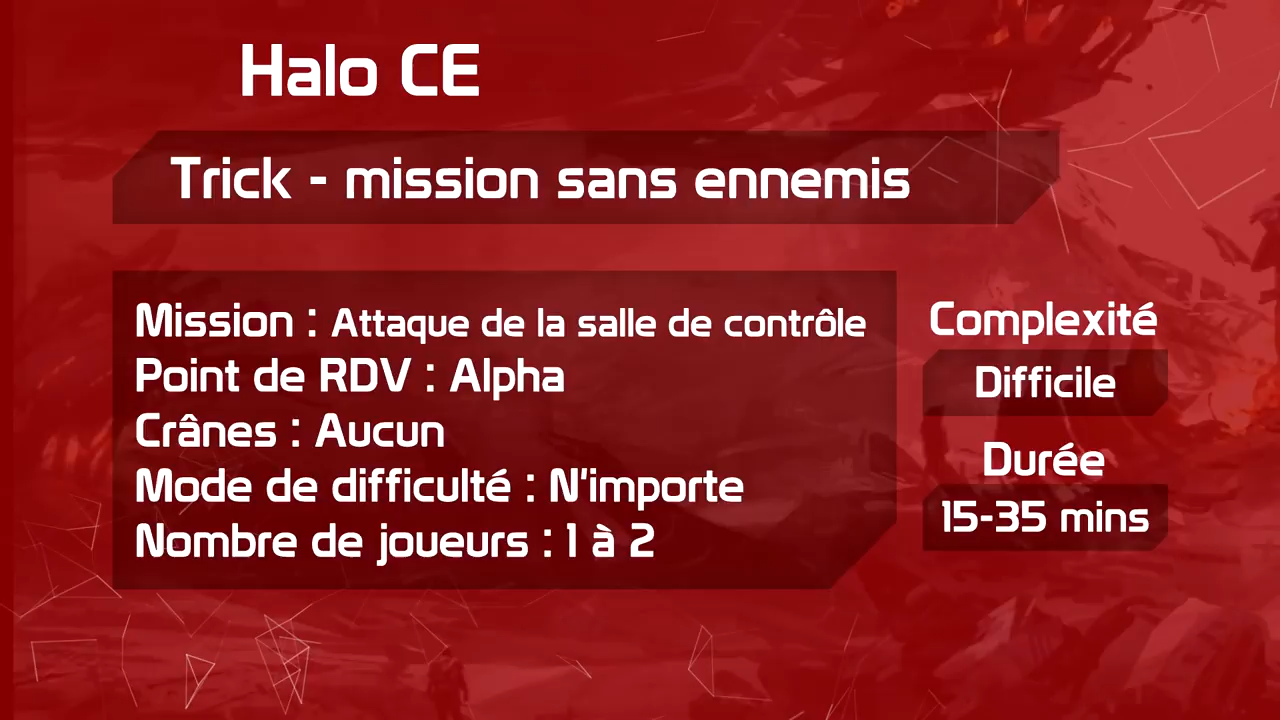 Halo CE
Trick - mission sans ennemis
Mission : Attaque de la salle de contrôle
Point de RDV : Alpha
Crânes : Aucun
Mode de difficulté : N'importe
Nombre de joueurs : 1 à 2
Complexité
Difficile
Durée
15-35 mins